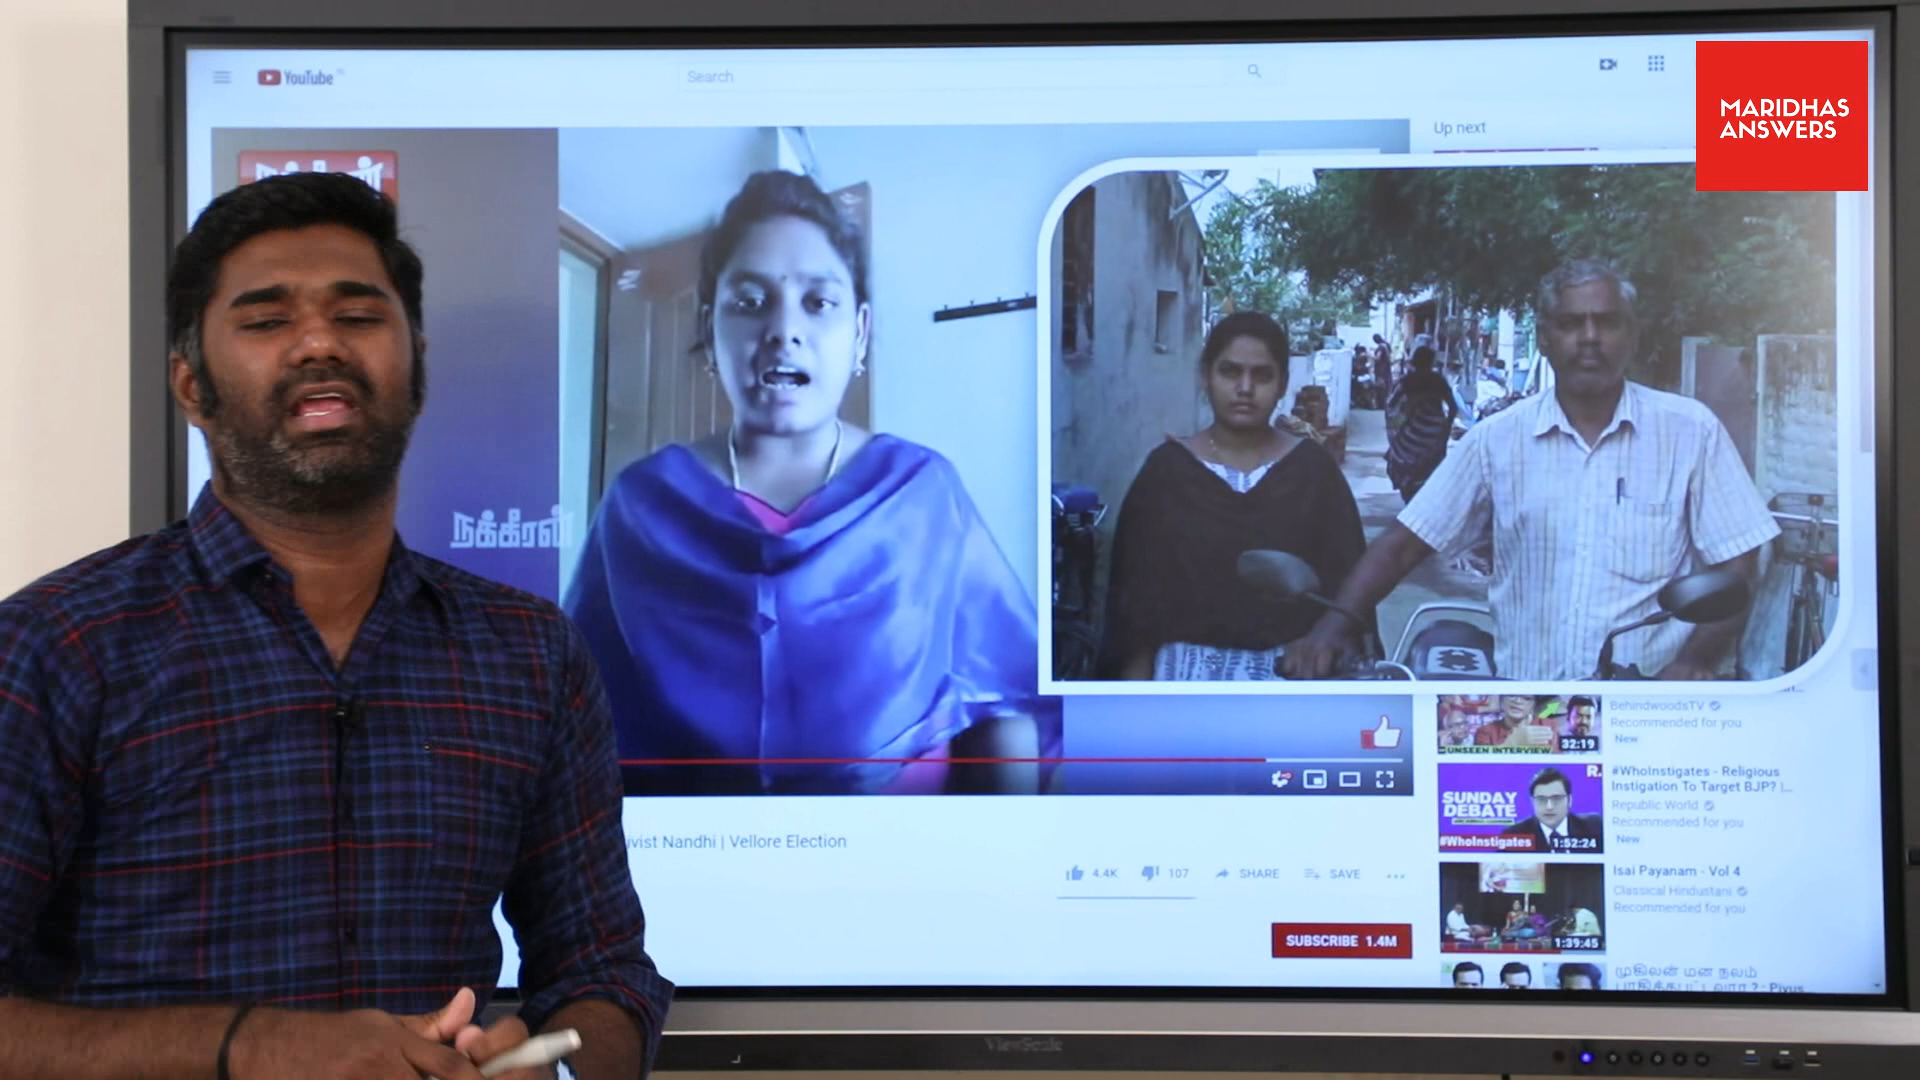 YouTube
Search
MARIDHAS
ANSWERS
Up next
நக்கீரன்
BehindwoodsTV
Recommended for you
New
UNSEEN INTERVIEW
32:19
#WhoInstigates - Religious
Instigation To Target BJP? |...
Republic World
Recommended for you
New
R.
SUNDAY
DEBATE
#WhoInstigates
1:52:24
Nandhi | Vellore Election
4.4K
107
SHARE
SAVE
SUBSCRIBE 1.4M
Isai Payanam - Vol 4
Classical Hindustani
Recommended for you
1:39:45
முகிலன் மன நலம்
ViewSonic